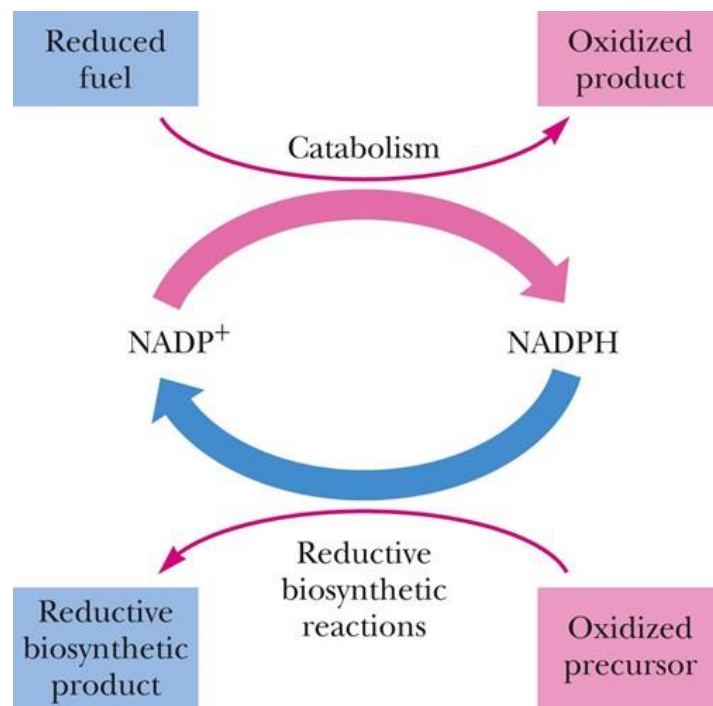 Reduced
fuel
Oxidized
product
Catabolism
NADP⁺
NADPH
Reductive
biosynthetic
reactions
Reductive
biosynthetic
product
Oxidized
precursor